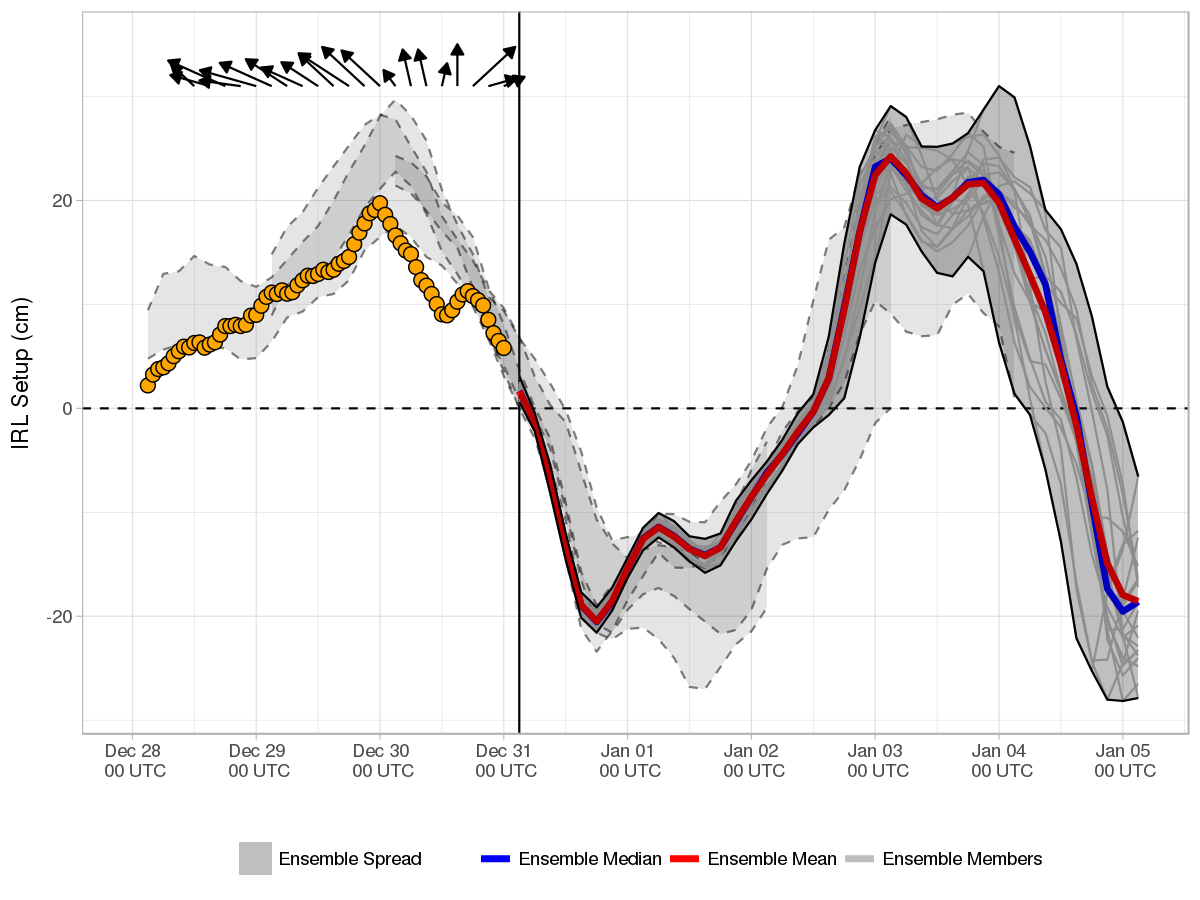 IRL Setup (cm)
20
0
-20
Dec 28 00 UTC
Dec 29 00 UTC
Dec 30 00 UTC
Dec 31 00 UTC
Jan 01 00 UTC
Jan 02 00 UTC
Jan 03 00 UTC
Jan 04 00 UTC
Jan 05 00 UTC
Ensemble Spread
Ensemble Median
Ensemble Mean
Ensemble Members